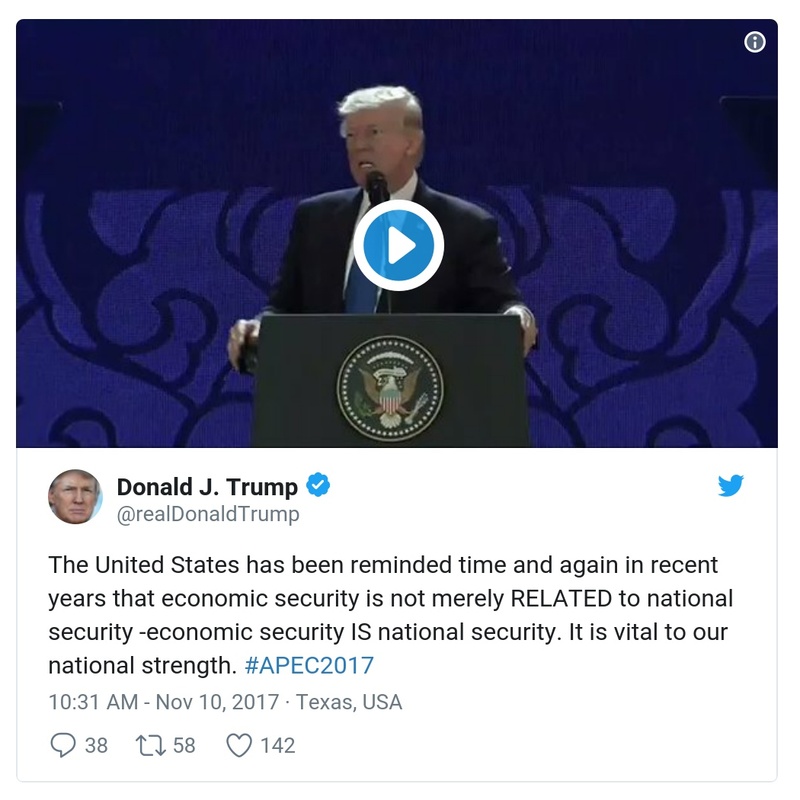 Donald J. Trump
@realDonaldTrump
The United States has been reminded time and again in recent
years that economic security is not merely RELATED to national
security -economic security IS national security. It is vital to our
national strength. #APEC2017
10:31 AM - Nov 10, 2017 · Texas, USA
38 58 142